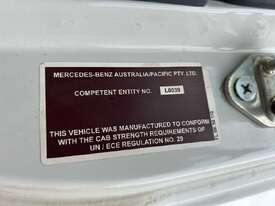 MERCEDES-BENZ AUSTRALIA/PACIFIC PTY. LTD.
COMPETENT ENTITY NO. L0039
THIS VEHICLE WAS MANUFACTURED TO CONFORM
WITH THE CAB STRENGTH REQUIREMENTS OF
UN / ECE REGULATION NO. 29